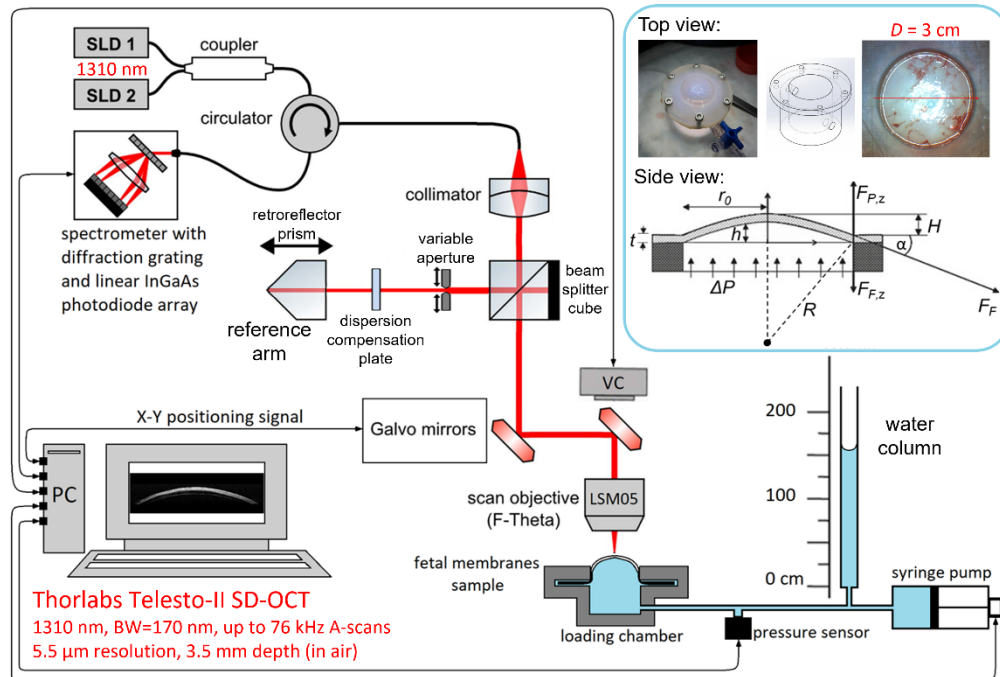 SLD 1
1310 nm
SLD 2
coupler
circulator
collimator
spectrometer with
diffraction grating
and linear InGaAs
photodiode array
retroreflector
prism
variable
aperture
beam
splitter
cube
reference
arm
dispersion
compensation
plate
VC
X-Y positioning signal
Galvo mirrors
PC
scan objective
(F-Theta)
LSM05
fetal membranes
sample
loading chamber
pressure sensor
syringe pump
water
column
200
100
0 cm
Thorlabs Telesto-II SD-OCT
1310 nm, BW=170 nm, up to 76 kHz A-scans
5.5 µm resolution, 3.5 mm depth (in air)
Top view:
D = 3 cm
Side view:
r0
FP,z
H
t
h
α
ΔP
R
FF,z
FF